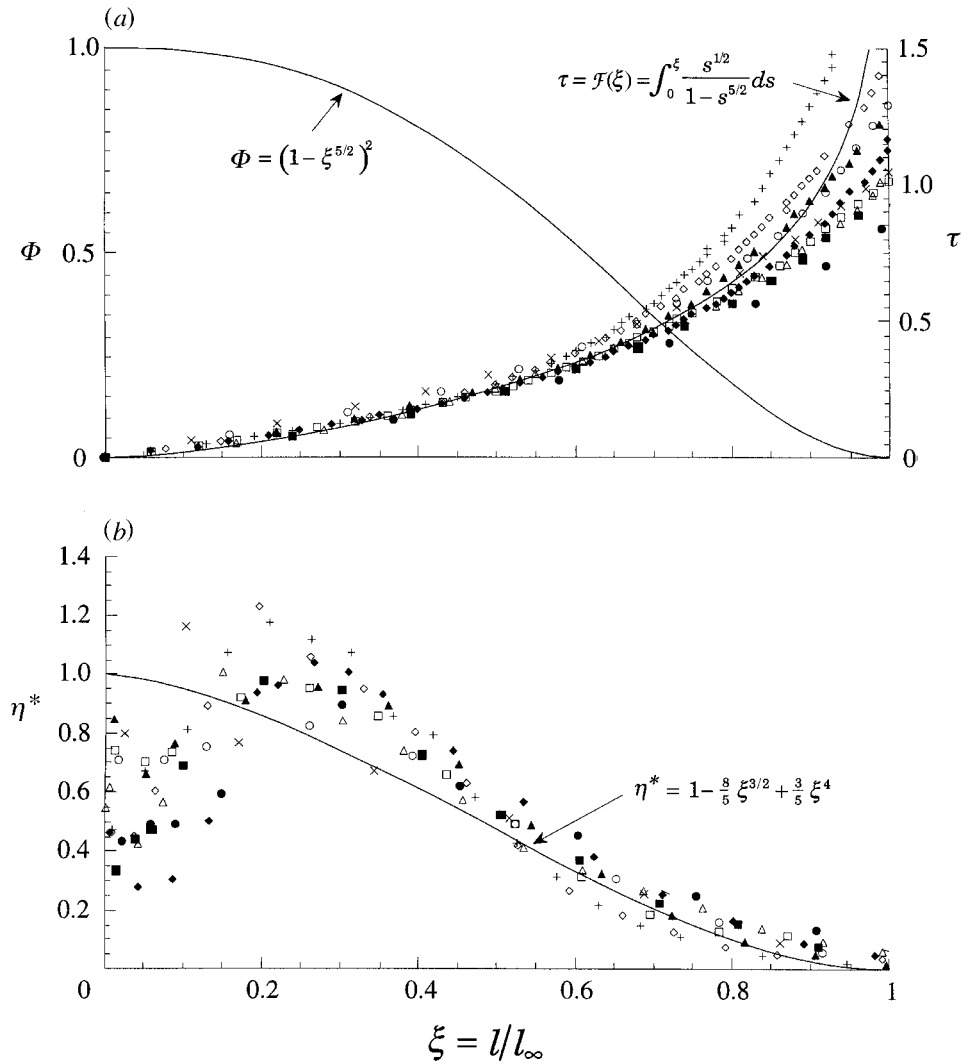 (a)
1.0
1.5
τ = ℱ(ξ) = ∫₀^ξ s^{1/2} / (1 − s^{5/2}) ds
Φ = (1 − ξ^{5/2})²
1.0
Φ
0.5
τ
0.5
0
0
(b)
1.4
1.2
1.0
η*
0.8
0.6
η* = 1 − 8/5 ξ^{3/2} + 3/5 ξ⁴
0.4
0.2
0
0.2
0.4
0.6
0.8
1
ξ = l/l∞